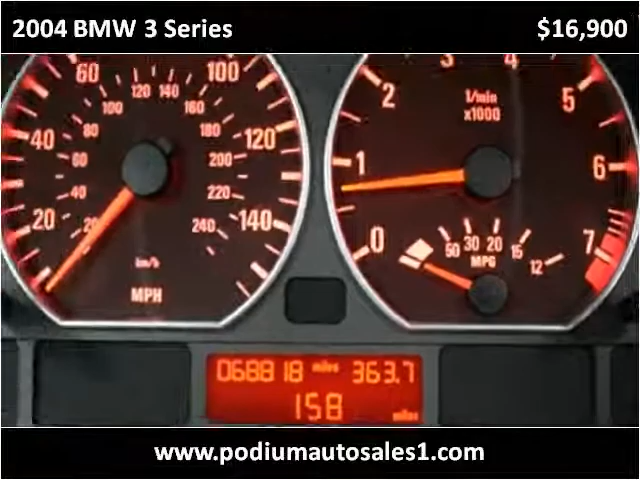 2004 BMW 3 Series $16,900
60 100 3 4
120 140
100 160 2 1/min 5
80 180 x1000
40 120
60 200 1 6
40 220
20 20 240 140 0 50 30 20 15 12 7
km/h MPG
MPH
068818 miles 363.7
158 miles
www.podiumautosales1.com